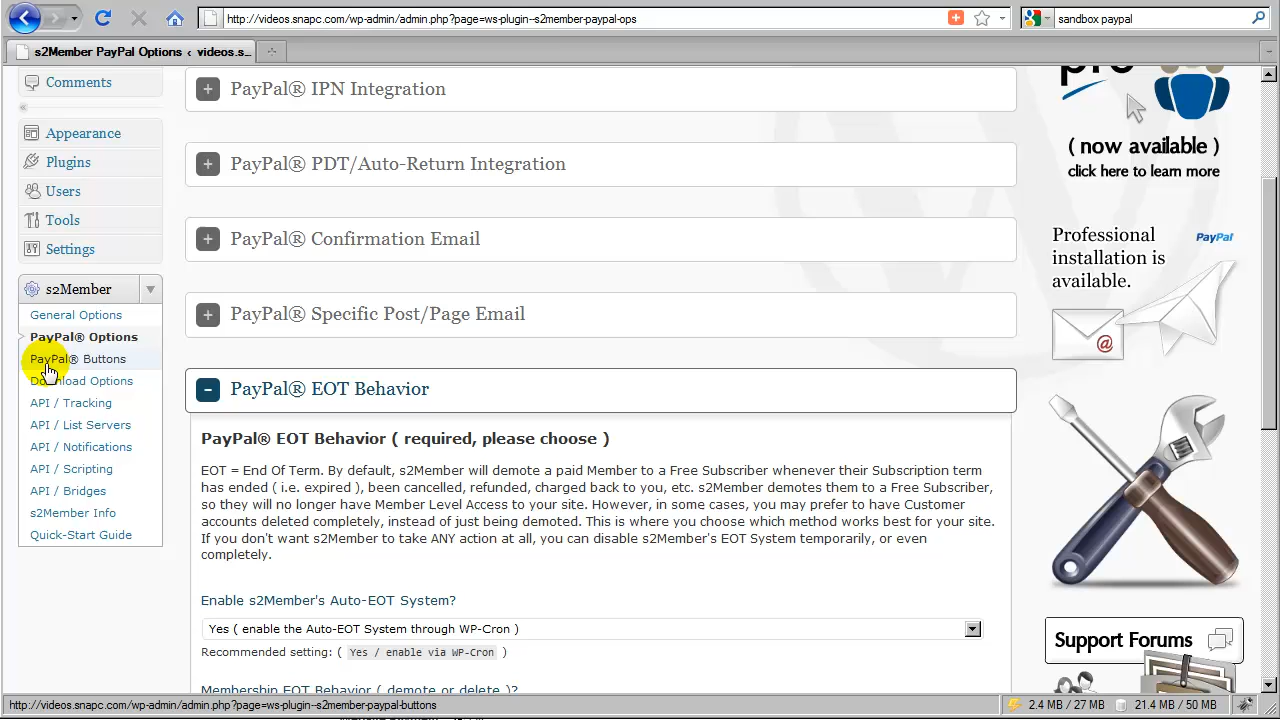 http://videos.snapc.com/wp-admin/admin.php?page=ws-plugin--s2member-paypal-ops
sandbox paypal
s2Member PayPal Options ‹ videos.s...
Comments
Appearance
Plugins
Users
Tools
Settings
s2Member
General Options
PayPal® Options
PayPal® Buttons
Download Options
API / Tracking
API / List Servers
API / Notifications
API / Scripting
API / Bridges
s2Member Info
Quick-Start Guide
PayPal® IPN Integration
PayPal® PDT/Auto-Return Integration
PayPal® Confirmation Email
PayPal® Specific Post/Page Email
PayPal® EOT Behavior
PayPal® EOT Behavior ( required, please choose )
EOT = End Of Term. By default, s2Member will demote a paid Member to a Free Subscriber whenever their Subscription term
has ended ( i.e. expired ), been cancelled, refunded, charged back to you, etc. s2Member demotes them to a Free Subscriber,
so they will no longer have Member Level Access to your site. However, in some cases, you may prefer to have Customer
accounts deleted completely, instead of just being demoted. This is where you choose which method works best for your site.
If you don't want s2Member to take ANY action at all, you can disable s2Member's EOT System temporarily, or even
completely.
Enable s2Member's Auto-EOT System?
Yes ( enable the Auto-EOT System through WP-Cron )
Recommended setting: ( Yes / enable via WP-Cron )
Membership EOT Behavior ( demote or delete )?
pro
( now available )
click here to learn more
Professional
installation is
available.
PayPal
@
Support Forums
http://videos.snapc.com/wp-admin/admin.php?page=ws-plugin--s2member-paypal-buttons
2.4 MB / 27 MB
21.4 MB / 50 MB